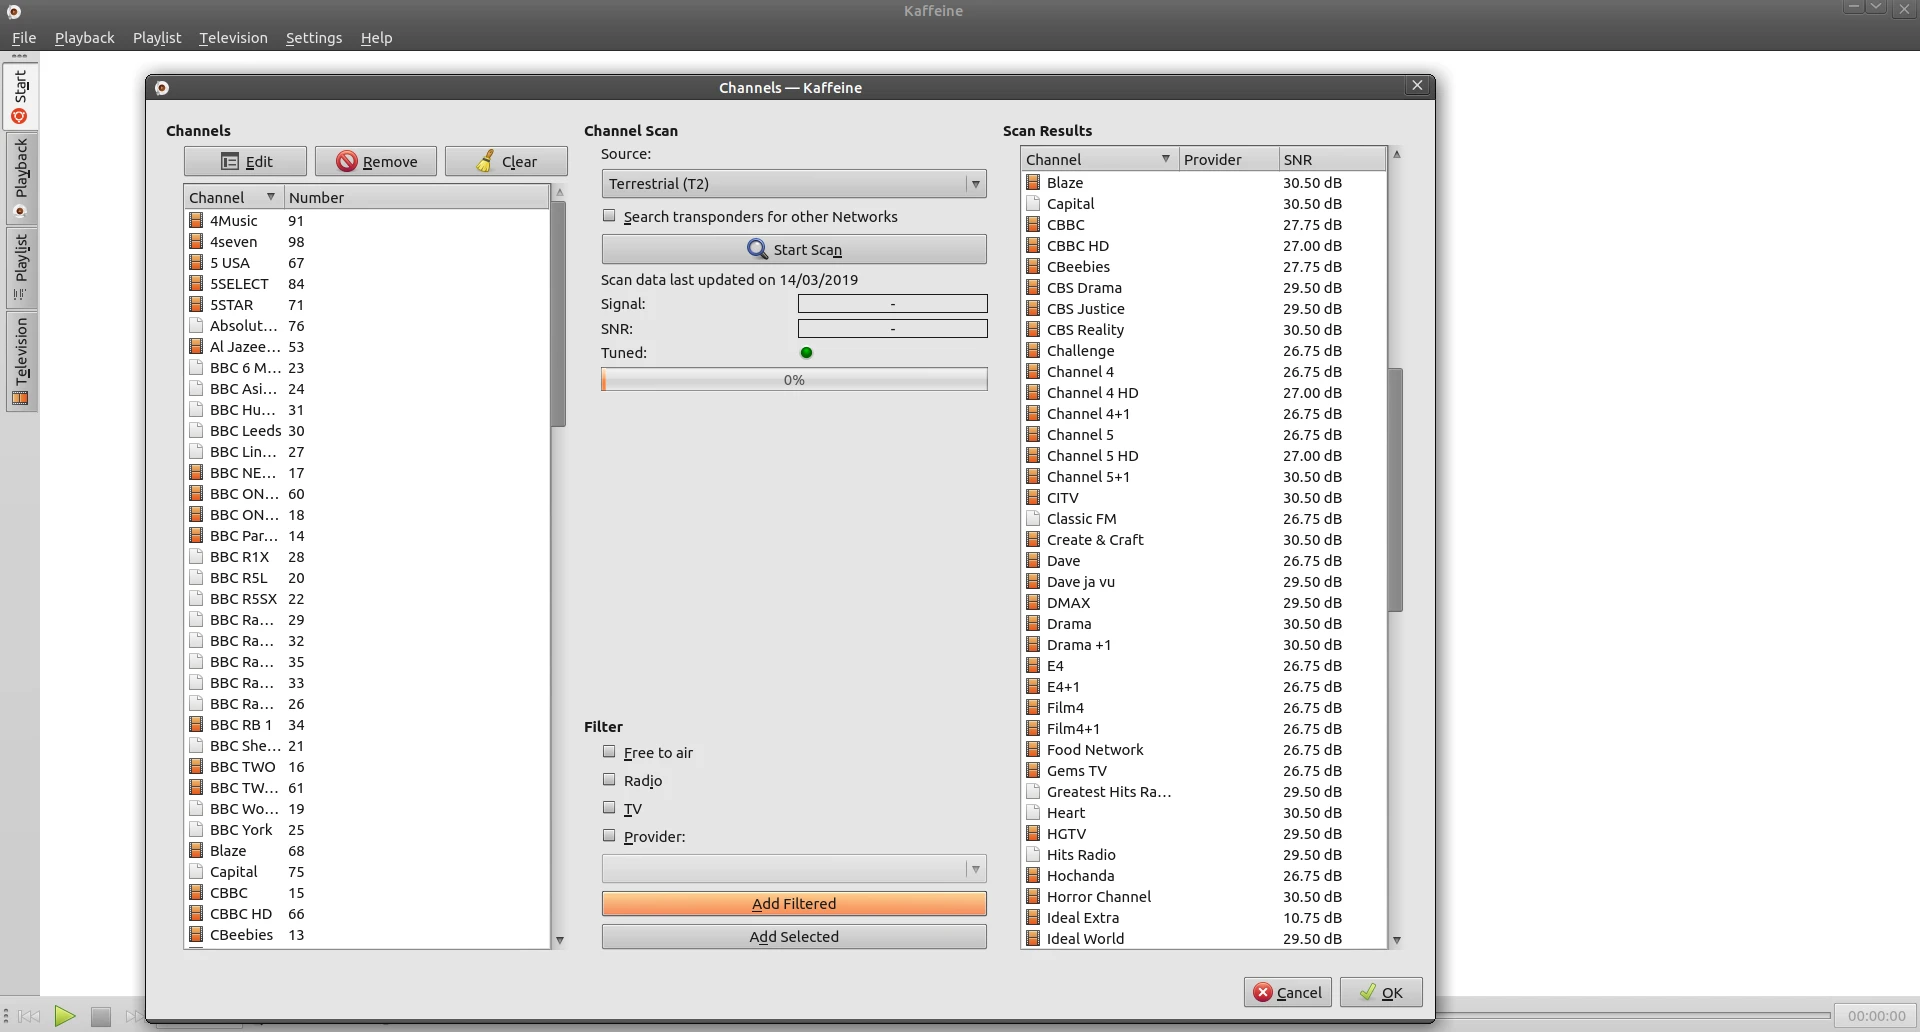 Kaffeine
File Playback Playlist Television Settings Help
Start
Playback
Playlist
Television
Channels — Kaffeine
Channels
Edit Remove Clear
Channel Number
4Music 91
4seven 98
5 USA 67
5SELECT 84
5STAR 71
Absolut... 76
Al Jazee... 53
BBC 6 M... 23
BBC Asi... 24
BBC Hu... 31
BBC Leeds 30
BBC Lin... 27
BBC NE... 17
BBC ON... 60
BBC ON... 18
BBC Par... 14
BBC R1X 28
BBC R5L 20
BBC R5SX 22
BBC Ra... 29
BBC Ra... 32
BBC Ra... 35
BBC Ra... 33
BBC Ra... 26
BBC RB 1 34
BBC She... 21
BBC TWO 16
BBC TW... 61
BBC Wo... 19
BBC York 25
Blaze 68
Capital 75
CBBC 15
CBBC HD 66
CBeebies 13
Channel Scan
Source:
Terrestrial (T2)
Search transponders for other Networks
Start Scan
Scan data last updated on 14/03/2019
Signal: -
SNR: -
Tuned:
0%
Filter
Free to air
Radio
TV
Provider:
Add Filtered
Add Selected
Scan Results
Channel Provider SNR
Blaze 30.50 dB
Capital 30.50 dB
CBBC 27.75 dB
CBBC HD 27.00 dB
CBeebies 27.75 dB
CBS Drama 29.50 dB
CBS Justice 29.50 dB
CBS Reality 30.50 dB
Challenge 26.75 dB
Channel 4 26.75 dB
Channel 4 HD 27.00 dB
Channel 4+1 26.75 dB
Channel 5 26.75 dB
Channel 5 HD 27.00 dB
Channel 5+1 30.50 dB
CITV 30.50 dB
Classic FM 26.75 dB
Create & Craft 30.50 dB
Dave 26.75 dB
Dave ja vu 29.50 dB
DMAX 29.50 dB
Drama 30.50 dB
Drama +1 30.50 dB
E4 26.75 dB
E4+1 26.75 dB
Film4 26.75 dB
Film4+1 26.75 dB
Food Network 26.75 dB
Gems TV 26.75 dB
Greatest Hits Ra... 29.50 dB
Heart 30.50 dB
HGTV 29.50 dB
Hits Radio 29.50 dB
Hochanda 26.75 dB
Horror Channel 30.50 dB
Ideal Extra 10.75 dB
Ideal World 29.50 dB
Cancel OK
00:00:00